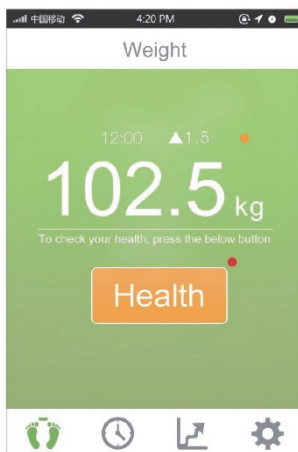 中国移动 4:20 PM
Weight
12:00 ▲1.5
102.5 kg
To check your health, press the below button
Health